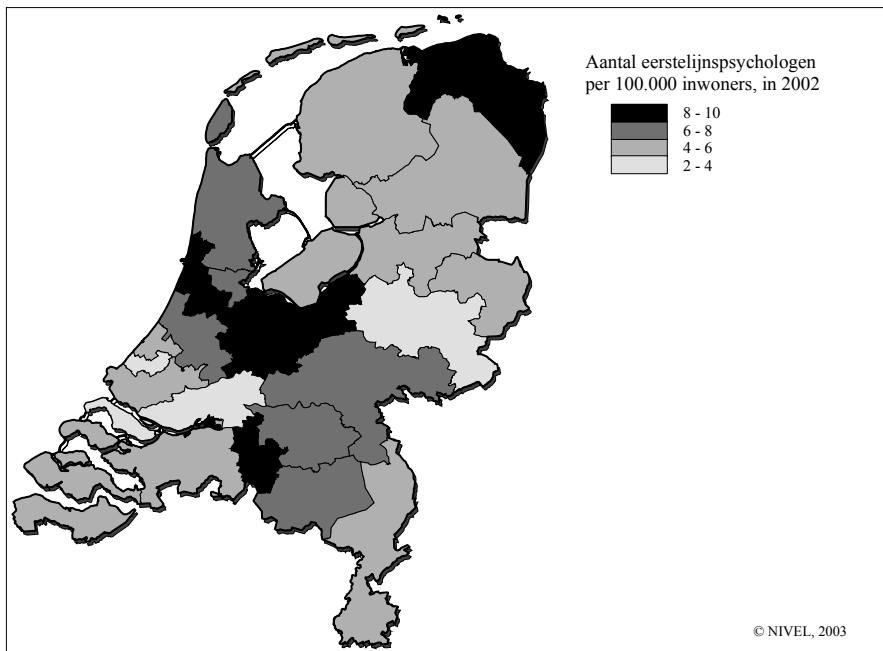 Aantal eerstelijnspsychologen
per 100.000 inwoners, in 2002
8 - 10
6 - 8
4 - 6
2 - 4
© NIVEL, 2003